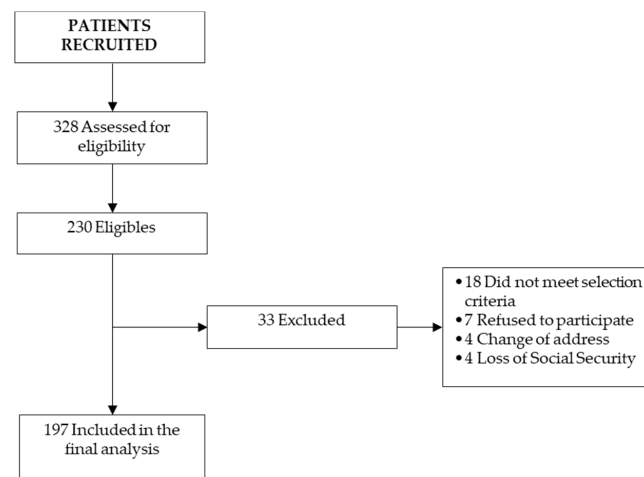 PATIENTS
RECRUITED
328 Assessed for
eligibility
230 Eligibles
33 Excluded
• 18 Did not meet selection
criteria
• 7 Refused to participate
• 4 Change of address
• 4 Loss of Social Security
197 Included in the
final analysis